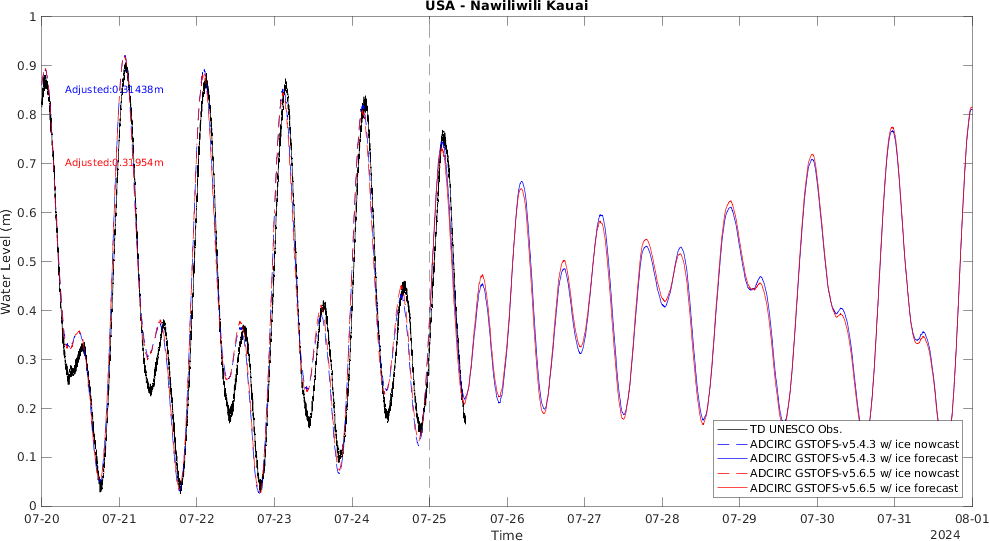 USA - Nawiliwili Kauai
1
0.9
0.8
0.7
0.6
0.5
0.4
0.3
0.2
0.1
0
Water Level (m)
Adjusted:0.31438m
Adjusted:0.31954m
TD UNESCO Obs.
ADCIRC GSTOFS-v5.4.3 w/ ice nowcast
ADCIRC GSTOFS-v5.4.3 w/ ice forecast
ADCIRC GSTOFS-v5.6.5 w/ ice nowcast
ADCIRC GSTOFS-v5.6.5 w/ ice forecast
07-20 07-21 07-22 07-23 07-24 07-25 07-26 07-27 07-28 07-29 07-30 07-31 08-01
Time
2024